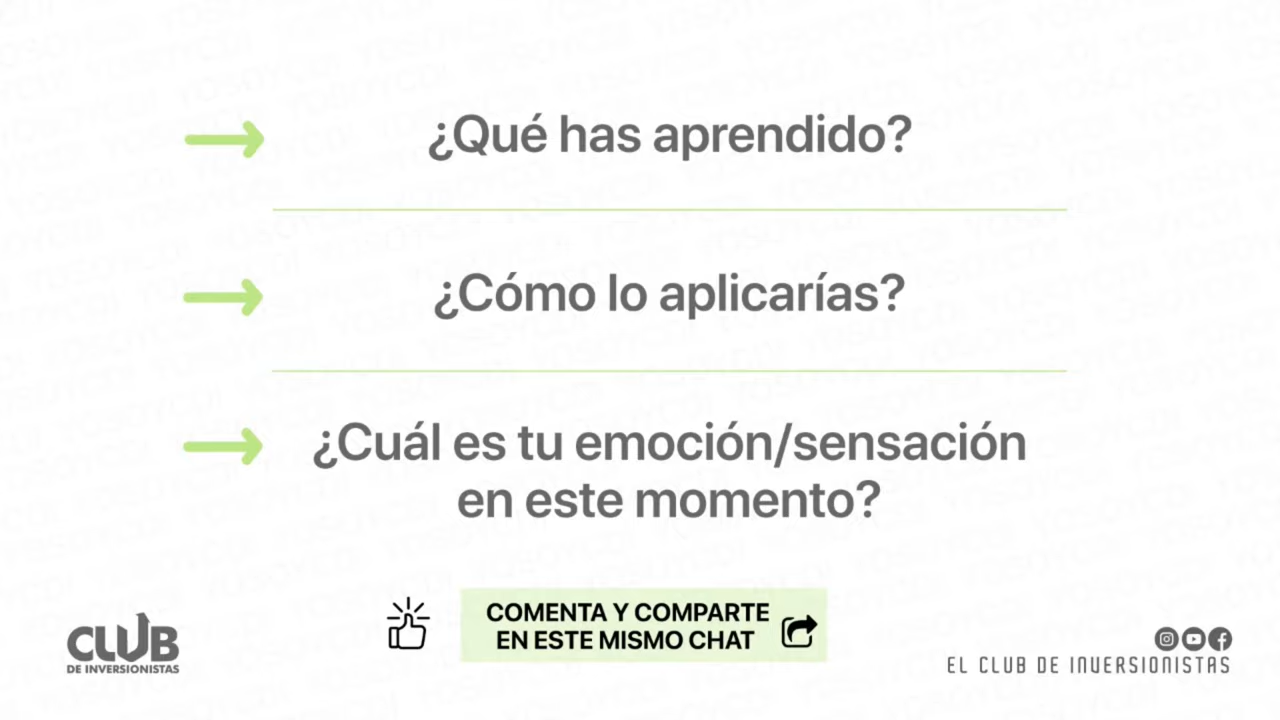 ¿Qué has aprendido?
¿Cómo lo aplicarías?
¿Cuál es tu emoción/sensación
en este momento?
COMENTA Y COMPARTE
EN ESTE MISMO CHAT
CLUB
DE INVERSIONISTAS
EL CLUB DE INVERSIONISTAS